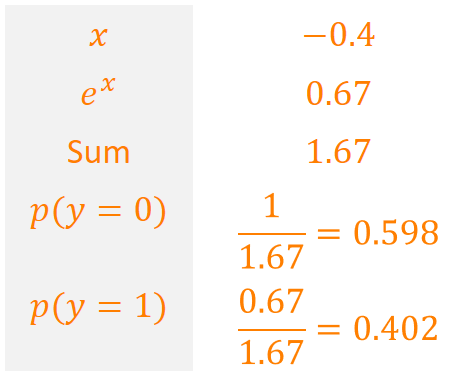 x −0.4
e^x 0.67
Sum 1.67
p(y = 0) 1/1.67 = 0.598
p(y = 1) 0.67/1.67 = 0.402